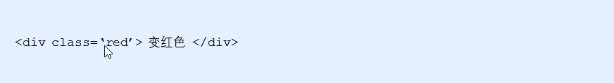 <div class=‘red’> 变红色 </div>